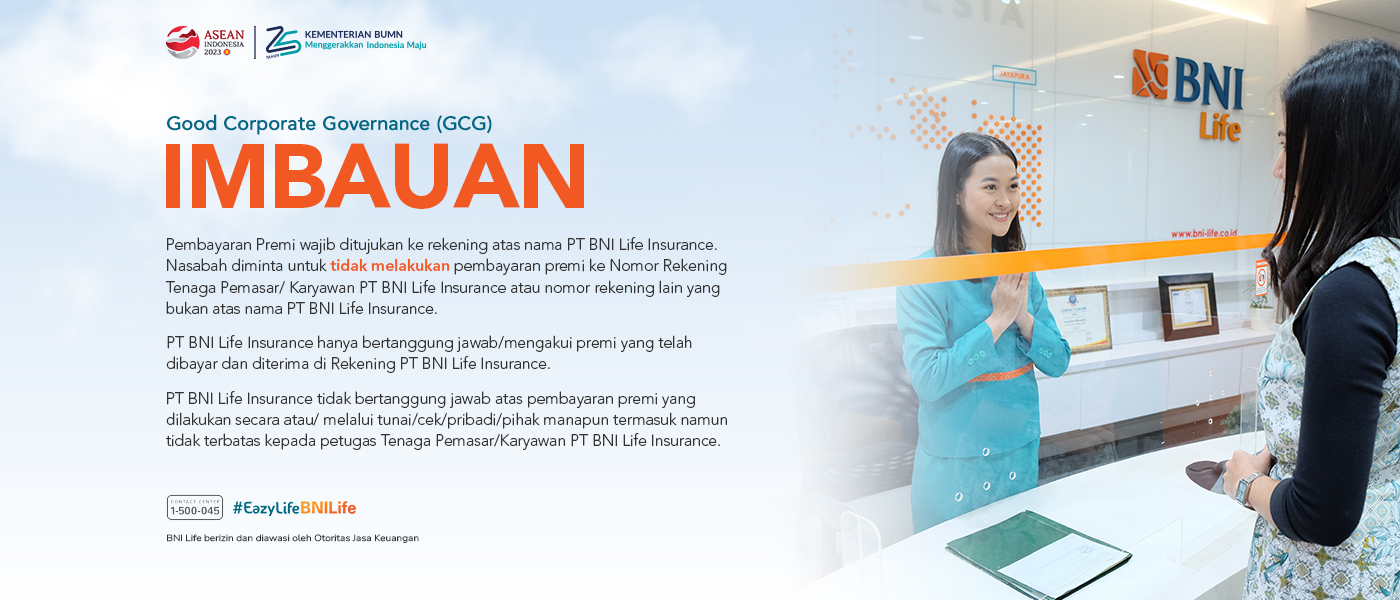 ASEAN
INDONESIA
2023
25
TAHUN
KEMENTERIAN BUMN
Menggerakkan Indonesia Maju
Good Corporate Governance (GCG)
IMBAUAN
Pembayaran Premi wajib ditujukan ke rekening atas nama PT BNI Life Insurance.
Nasabah diminta untuk tidak melakukan pembayaran premi ke Nomor Rekening
Tenaga Pemasar/ Karyawan PT BNI Life Insurance atau nomor rekening lain yang
bukan atas nama PT BNI Life Insurance.
PT BNI Life Insurance hanya bertanggung jawab/mengakui premi yang telah
dibayar dan diterima di Rekening PT BNI Life Insurance.
PT BNI Life Insurance tidak bertanggung jawab atas pembayaran premi yang
dilakukan secara atau/ melalui tunai/cek/pribadi/pihak manapun termasuk namun
tidak terbatas kepada petugas Tenaga Pemasar/Karyawan PT BNI Life Insurance.
CONTACT CENTER
1-500-045
#EazyLifeBNILife
BNI Life berizin dan diawasi oleh Otoritas Jasa Keuangan
JAYAPURA
BNI
Life
www.bni-life.co.id